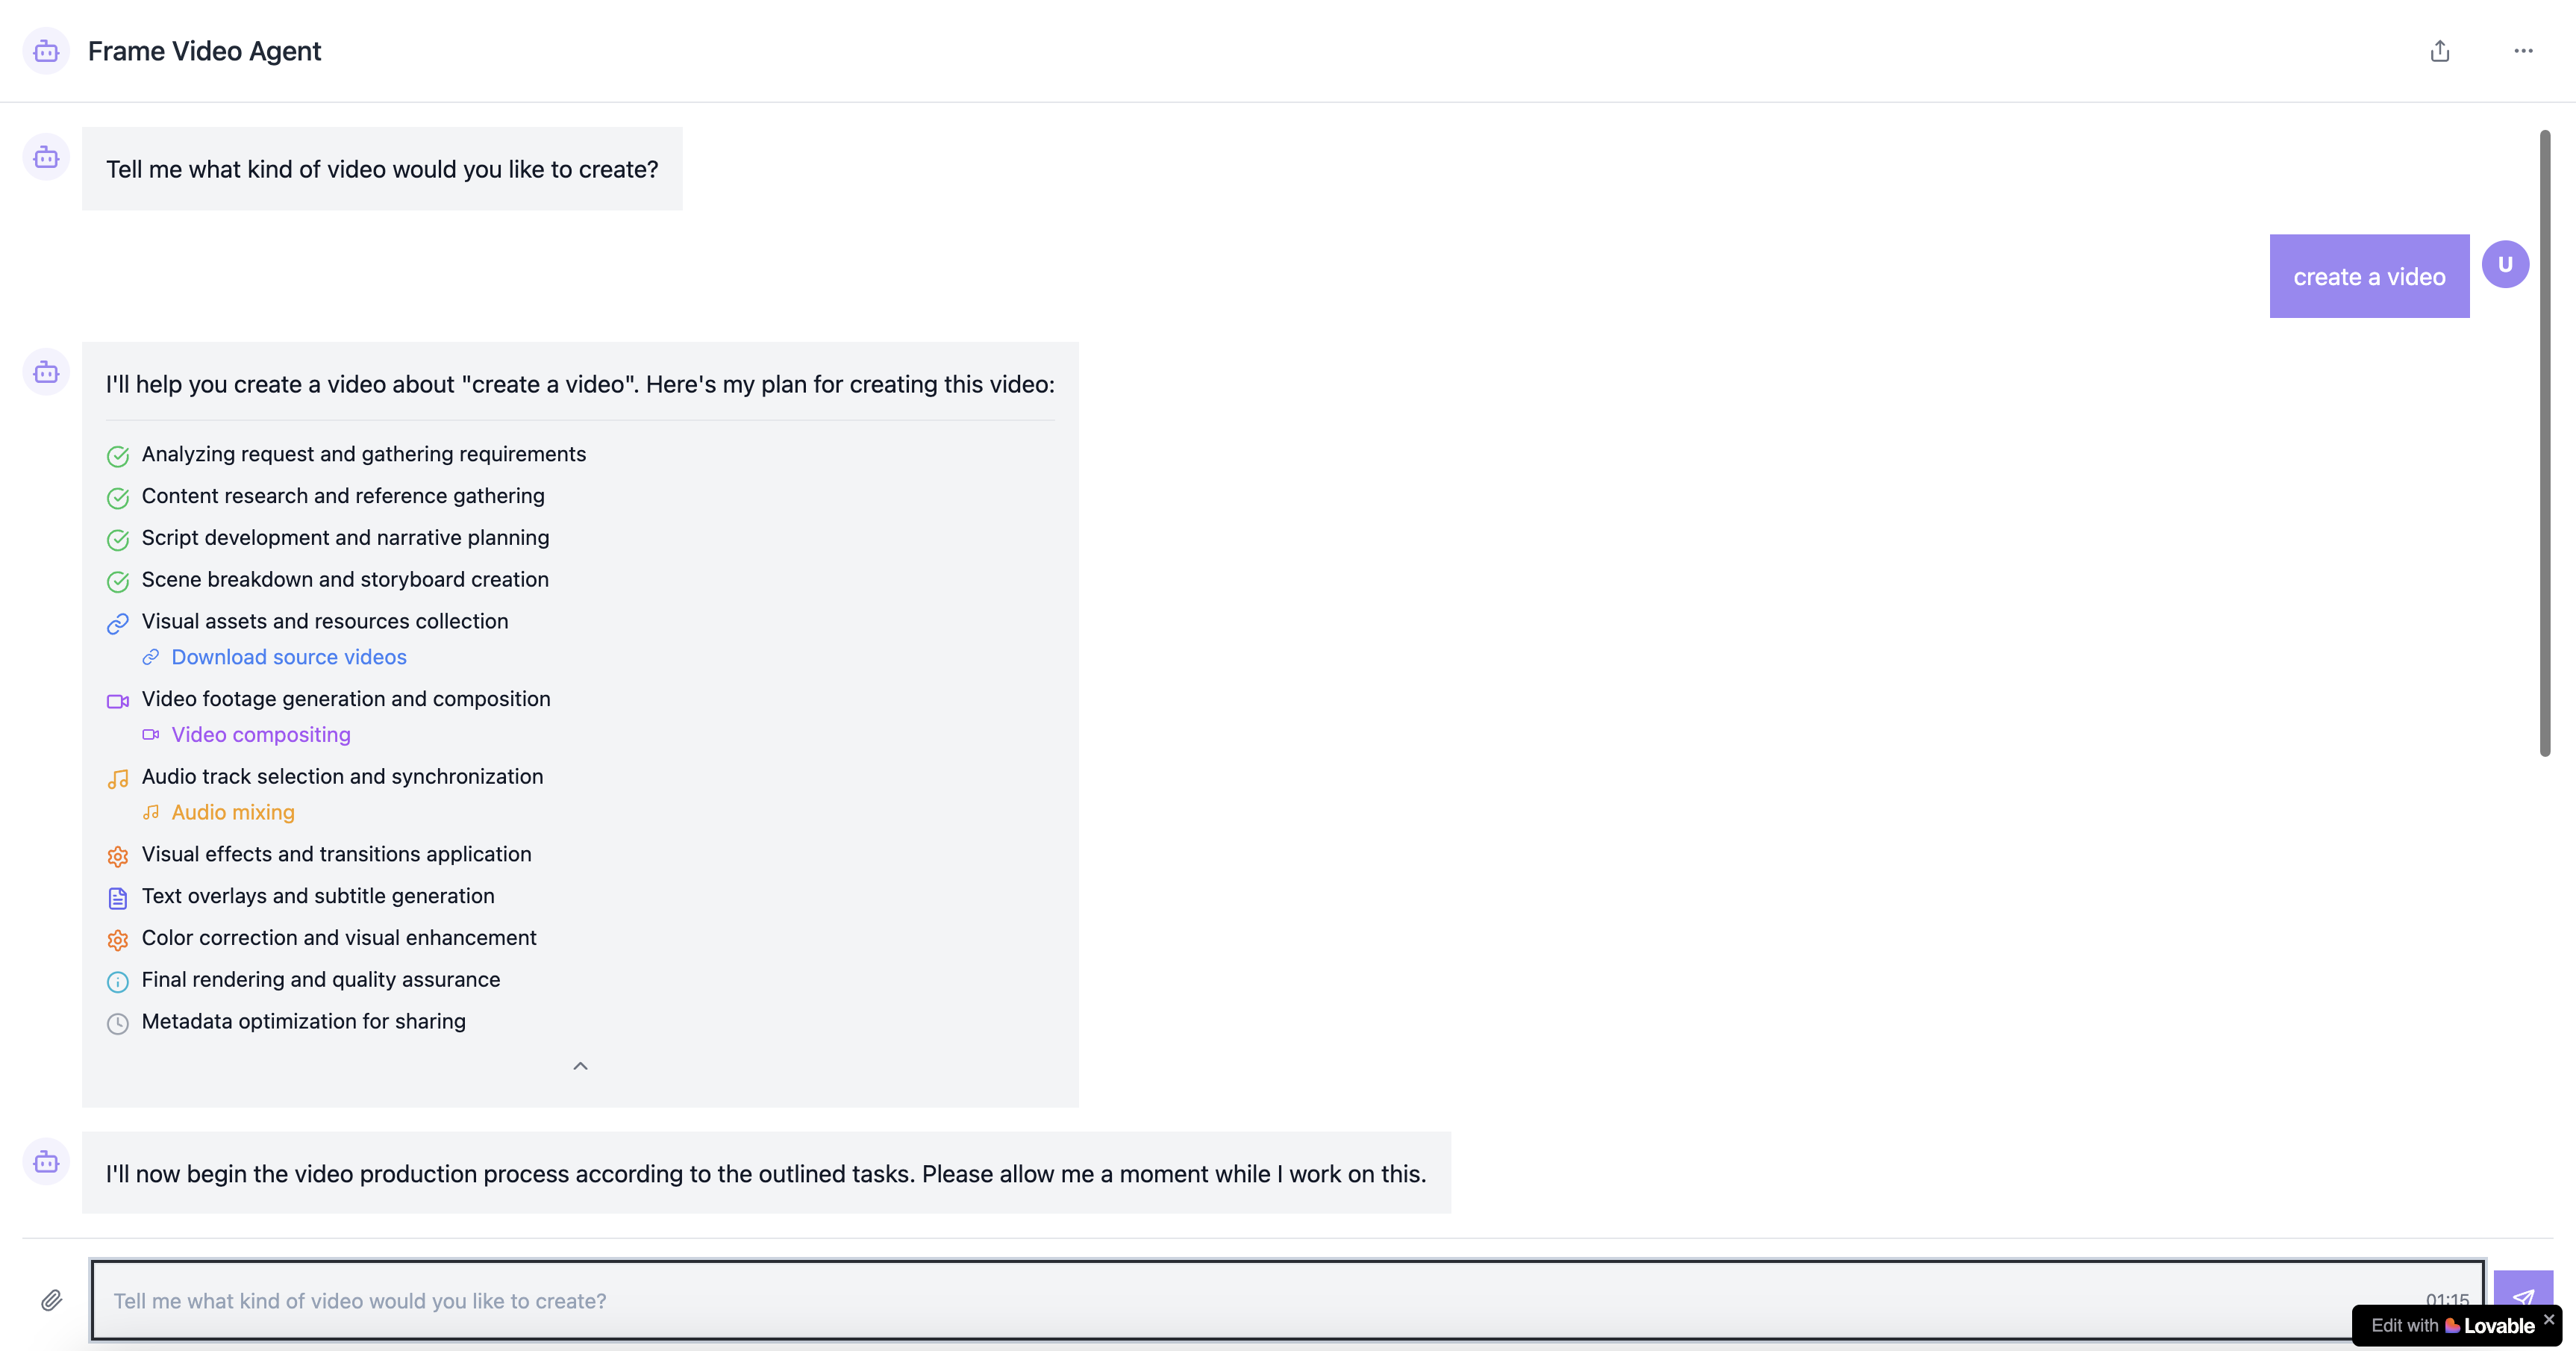 Frame Video Agent
Tell me what kind of video would you like to create?
create a video
U
I'll help you create a video about "create a video". Here's my plan for creating this video:
Analyzing request and gathering requirements
Content research and reference gathering
Script development and narrative planning
Scene breakdown and storyboard creation
Visual assets and resources collection
Download source videos
Video footage generation and composition
Video compositing
Audio track selection and synchronization
Audio mixing
Visual effects and transitions application
Text overlays and subtitle generation
Color correction and visual enhancement
Final rendering and quality assurance
Metadata optimization for sharing
I'll now begin the video production process according to the outlined tasks. Please allow me a moment while I work on this.
Tell me what kind of video would you like to create?
01:15
Edit with Lovable